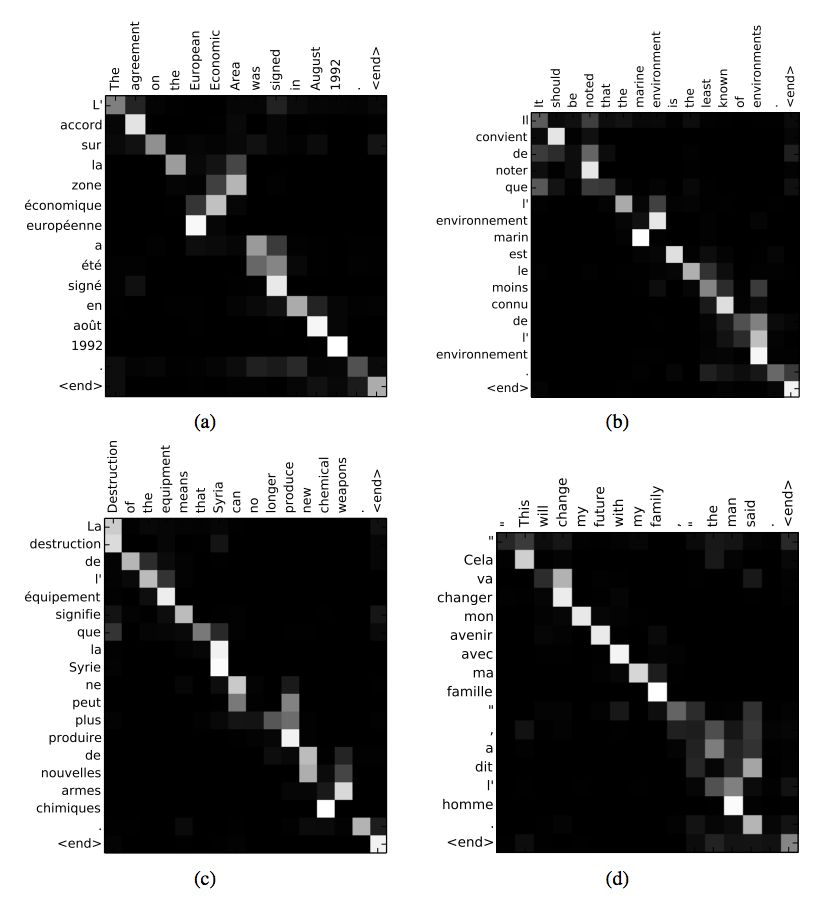 The agreement on the European Economic Area was signed in August 1992 . <end>
L'
accord
sur
la
zone
économique
européenne
a
été
signé
en
août
1992
.
<end>
(a)
It should be noted that the marine environment is the least known of environments . <end>
Il
convient
de
noter
que
l'
environnement
marin
est
le
moins
connu
de
l'
environnement
.
<end>
(b)
Destruction of the equipment means that Syria can no longer produce new chemical weapons . <end>
La
destruction
de
l'
équipement
signifie
que
la
Syrie
ne
peut
plus
produire
de
nouvelles
armes
chimiques
.
<end>
(c)
" This will change my future with my family , " the man said . <end>
"
Cela
va
changer
mon
avenir
avec
ma
famille
"
,
a
dit
l'
homme
.
<end>
(d)